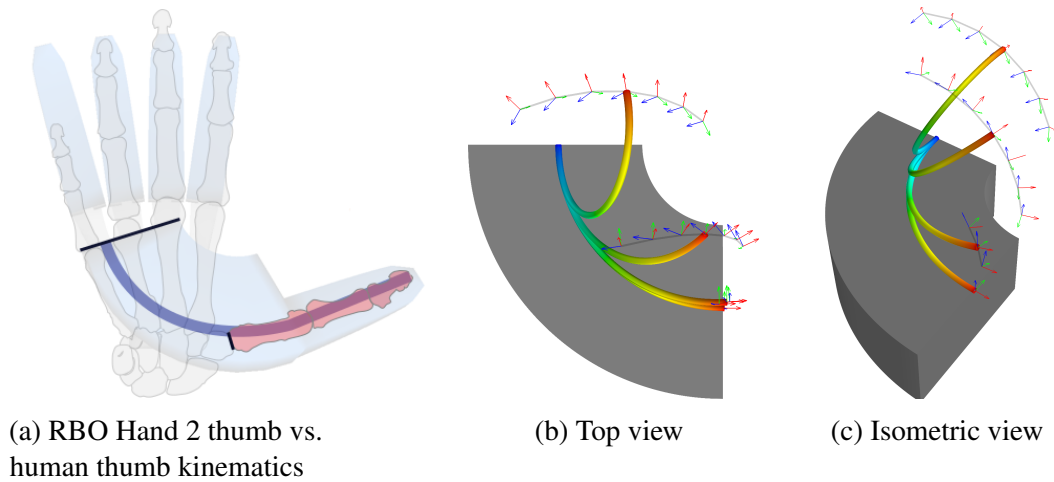 (a) RBO Hand 2 thumb vs.
human thumb kinematics
(b) Top view
(c) Isometric view